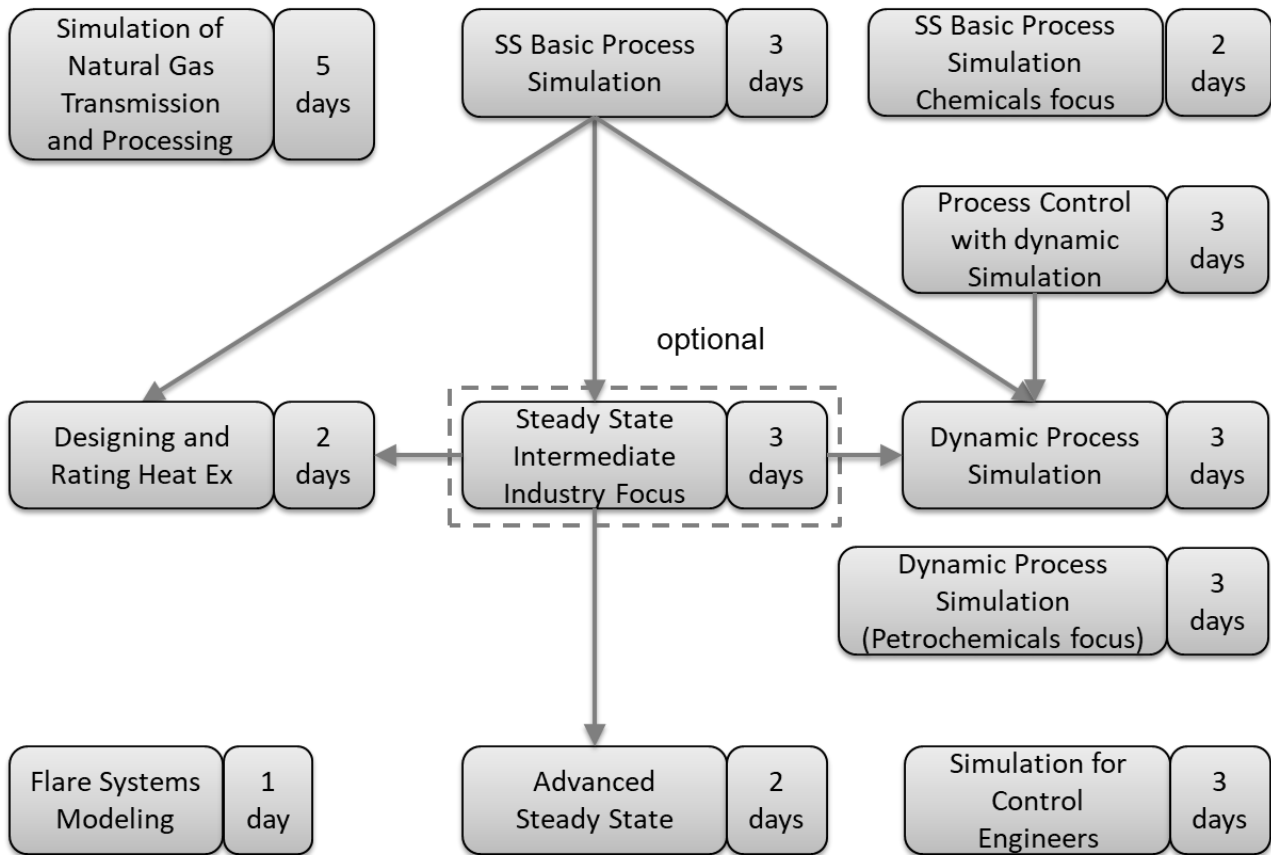 Simulation of
Natural Gas
Transmission
and Processing
5
days
SS Basic Process
Simulation
3
days
SS Basic Process
Simulation
Chemicals focus
2
days
Process Control
with dynamic
Simulation
3
days
optional
Designing and
Rating Heat Ex
2
days
Steady State
Intermediate
Industry Focus
3
days
Dynamic Process
Simulation
3
days
Dynamic Process
Simulation
(Petrochemicals focus)
3
days
Flare Systems
Modeling
1
day
Advanced
Steady State
2
days
Simulation for
Control
Engineers
3
days